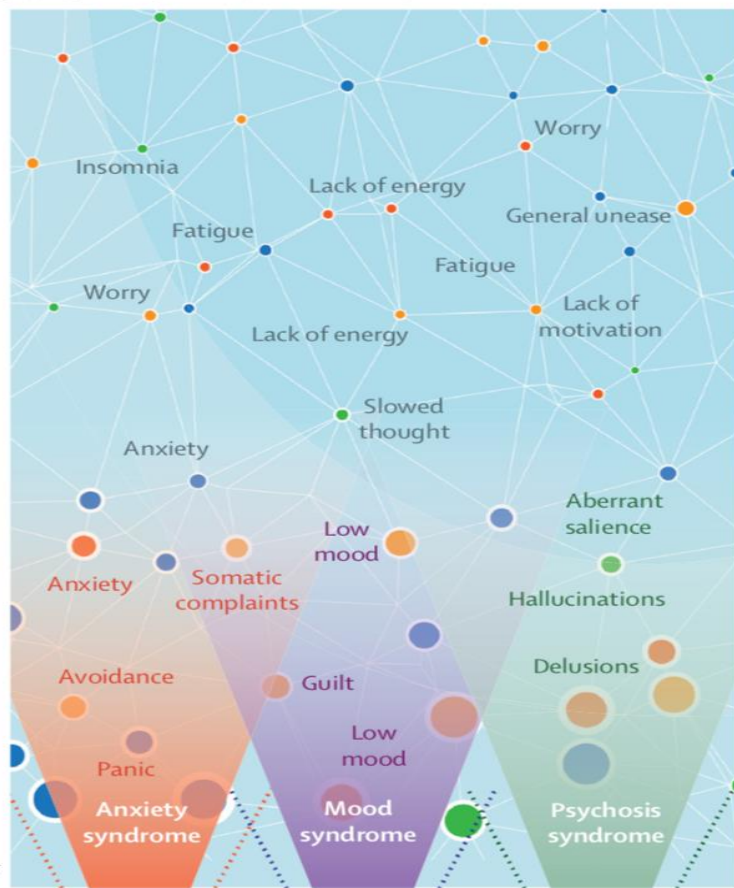 Worry
Insomnia
Lack of energy
General unease
Fatigue
Fatigue
Worry
Lack of
motivation
Lack of energy
Slowed
thought
Anxiety
Aberrant
salience
Low
mood
Anxiety
Somatic
complaints
Hallucinations
Avoidance
Guilt
Delusions
Low
mood
Panic
Anxiety
syndrome
Mood
syndrome
Psychosis
syndrome